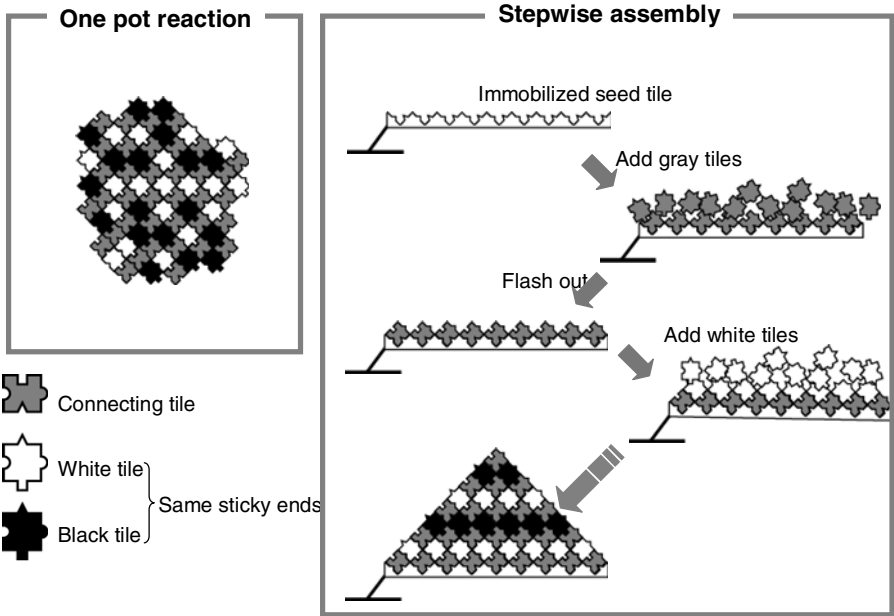 One pot reaction
Stepwise assembly
Immobilized seed tile
Add gray tiles
Flash out
Add white tiles
Connecting tile
White tile
Same sticky ends
Black tile